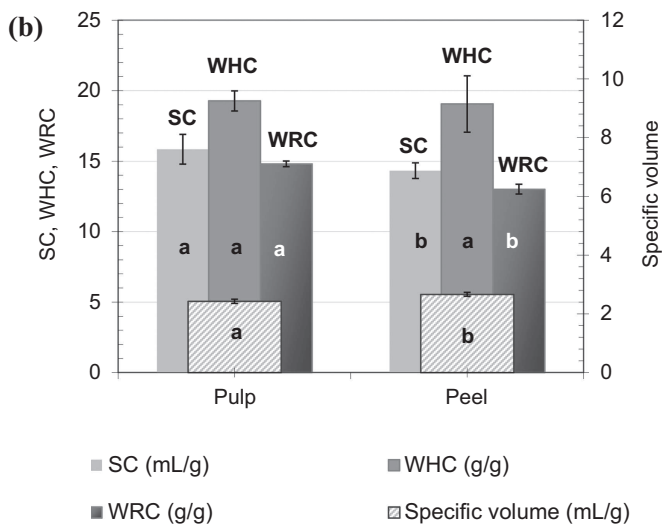 (b)
25
20
15
10
5
0
SC, WHC, WRC
12
10
8
6
4
2
0
Specific volume
WHC
SC
WRC
a
a
a
a
WHC
SC
WRC
b
a
b
b
Pulp
Peel
SC (mL/g)
WHC (g/g)
WRC (g/g)
Specific volume (mL/g)